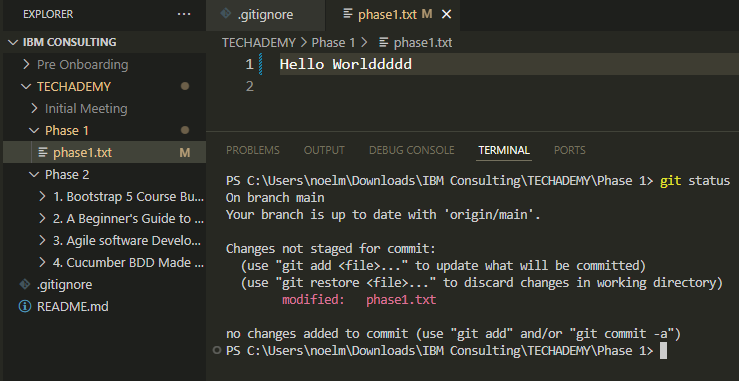 EXPLORER ...
IBM CONSULTING
Pre Onboarding
TECHADEMY
Initial Meeting
Phase 1
phase1.txt M
Phase 2
1. Bootstrap 5 Course Bu...
2. A Beginner's Guide to ...
3. Agile software Develo...
4. Cucumber BDD Made ...
.gitignore
README.md
.gitignore
phase1.txt M
TECHADEMY > Phase 1 > phase1.txt
1 Hello Worlddddd
2
PROBLEMS OUTPUT DEBUG CONSOLE TERMINAL PORTS
PS C:\Users\noelm\Downloads\IBM Consulting\TECHADEMY\Phase 1> git status
On branch main
Your branch is up to date with 'origin/main'.
Changes not staged for commit:
(use "git add <file>..." to update what will be committed)
(use "git restore <file>..." to discard changes in working directory)
modified: phase1.txt
no changes added to commit (use "git add" and/or "git commit -a")
PS C:\Users\noelm\Downloads\IBM Consulting\TECHADEMY\Phase 1>